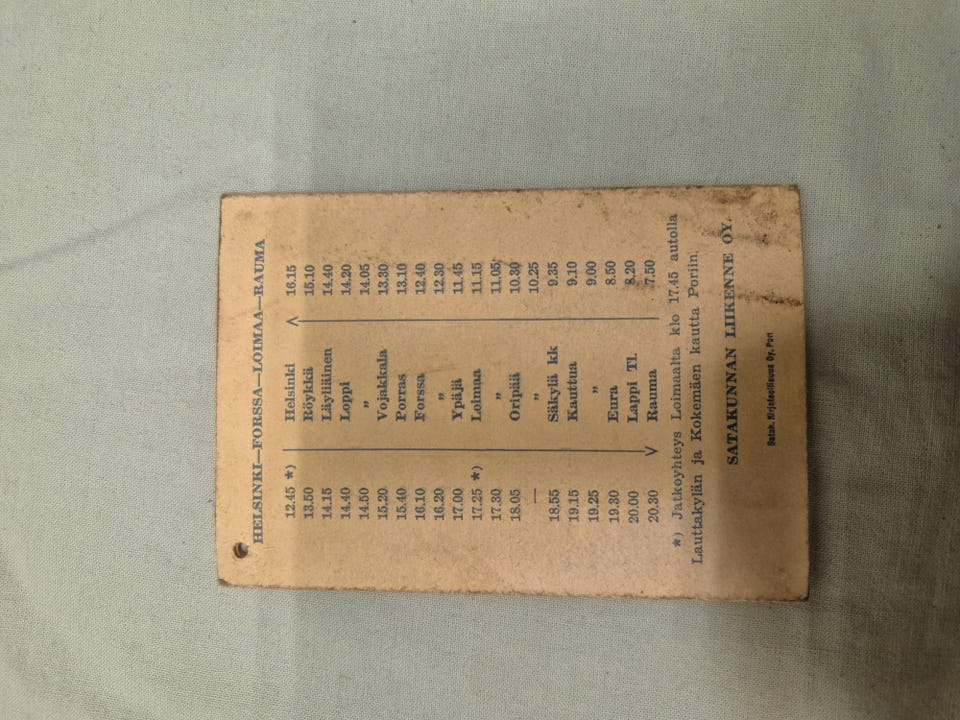 HELSINKI—FORSSA—LOIMAA—RAUMA
12.45 *) Helsinki 16.15
13.50 Röykkä 15.10
14.15 Läyliäinen 14.40
14.40 Loppi 14.20
14.50 „ 14.05
15.20 Vojakkala 13.30
15.40 Porras 13.10
16.10 Forssa 12.40
16.20 „ 12.30
17.00 Ypäjä 11.45
17.25 *) Loimaa 11.15
17.30 „ 11.05
18.05 Oripää 10.30
— „ 10.25
18.55 Säkylä kk 9.35
19.15 Kauttua 9.10
19.25 „ 9.00
19.30 Eura 8.50
20.00 Lappi Tl. 8.20
20.30 Rauma 7.50
*) Jatkoyhteys Loimaalta klo 17.45 autolla
Lauttakylän ja Kokemäen kautta Poriin.
SATAKUNNAN LIIKENNE OY.
Satak. Kirjateollisuus Oy, Pori